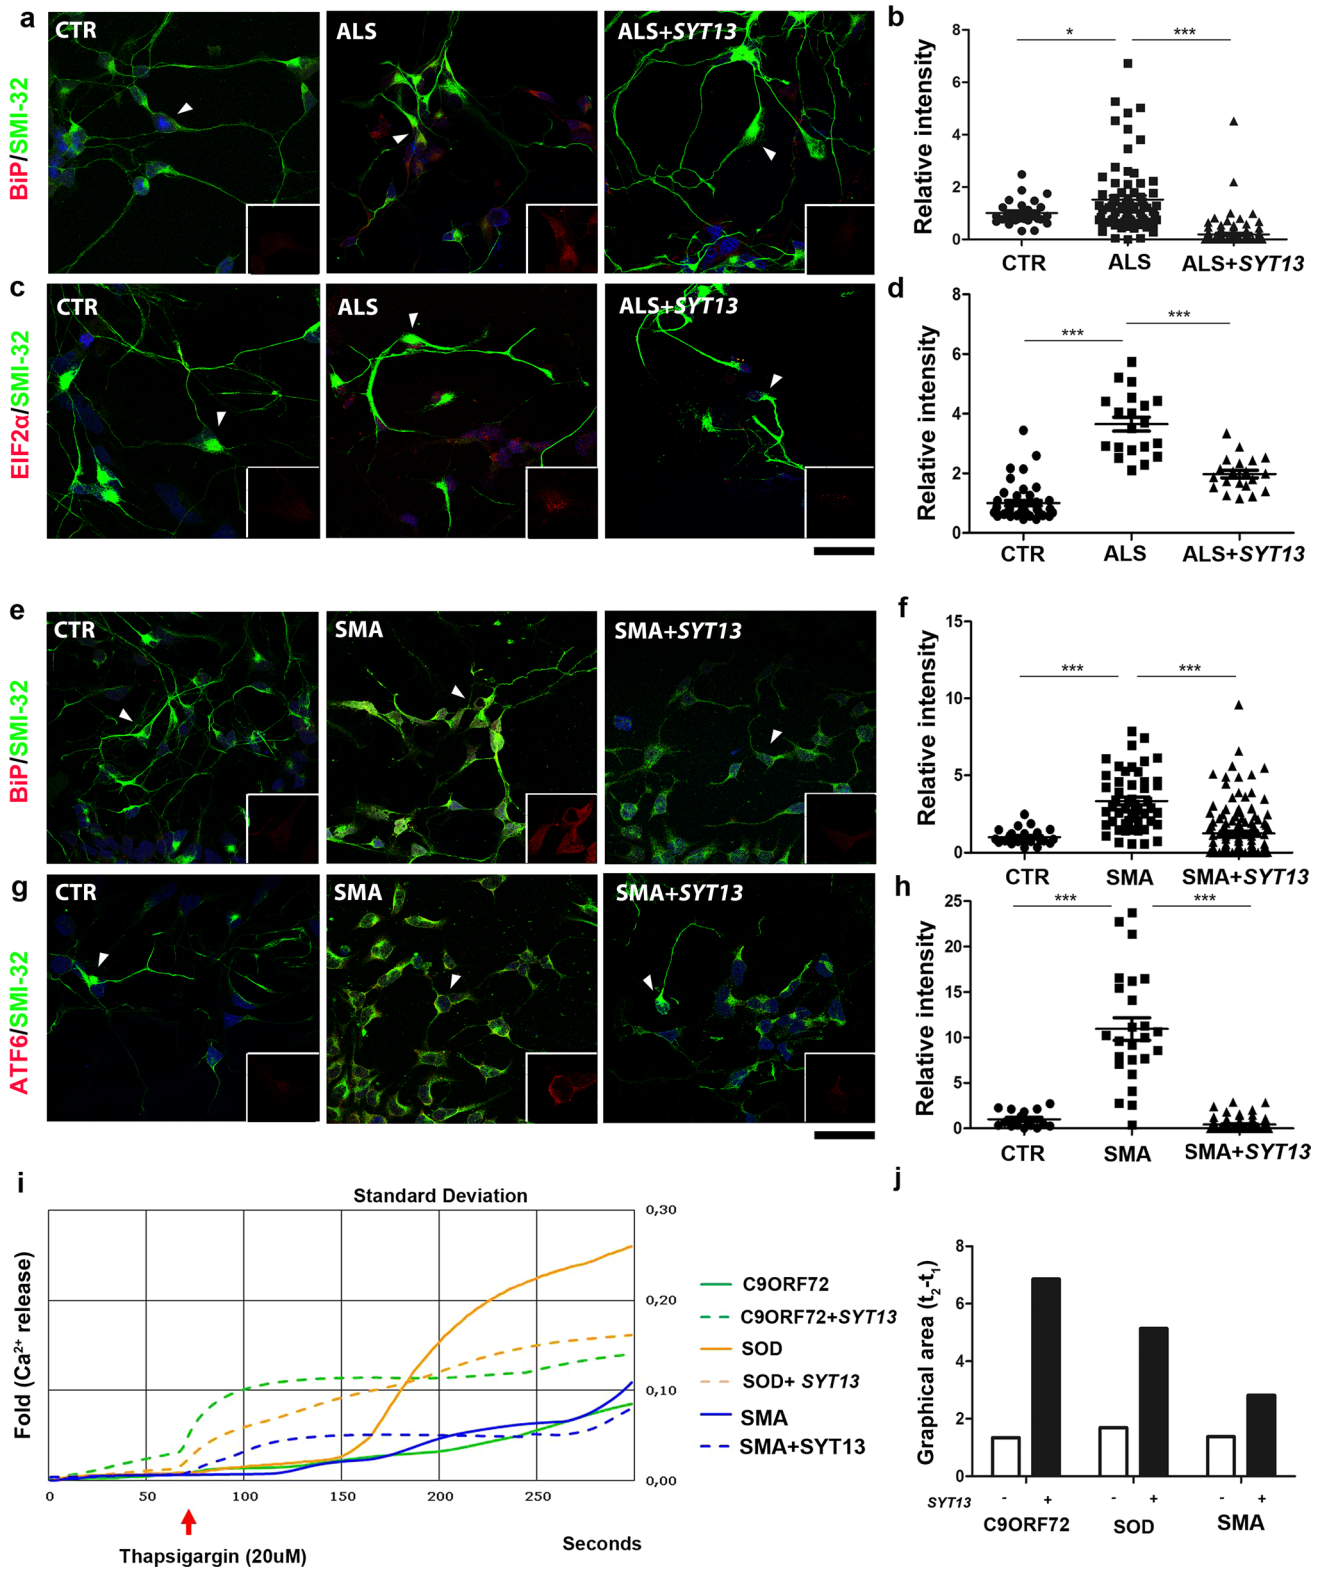 a
BiP/SMI-32
CTR
ALS
ALS+SYT13
b
Relative intensity
8
6
4
2
0
*
***
CTR
ALS
ALS+SYT13
c
EIF2α/SMI-32
CTR
ALS
ALS+SYT13
d
Relative intensity
8
6
4
2
0
***
***
CTR
ALS
ALS+SYT13
e
BiP/SMI-32
CTR
SMA
SMA+SYT13
f
Relative intensity
15
10
5
0
***
***
CTR
SMA
SMA+SYT13
g
ATF6/SMI-32
CTR
SMA
SMA+SYT13
h
Relative intensity
25
20
15
10
5
0
***
***
CTR
SMA
SMA+SYT13
i
Standard Deviation
Fold (Ca²⁺ release)
0,30
0,20
0,10
0,00
0
50
100
150
200
250
Thapsigargin (20uM)
Seconds
C9ORF72
C9ORF72+SYT13
SOD
SOD+ SYT13
SMA
SMA+SYT13
j
Graphical area (t₂-t₁)
8
6
4
2
0
SYT13
- + - + - +
C9ORF72
SOD
SMA